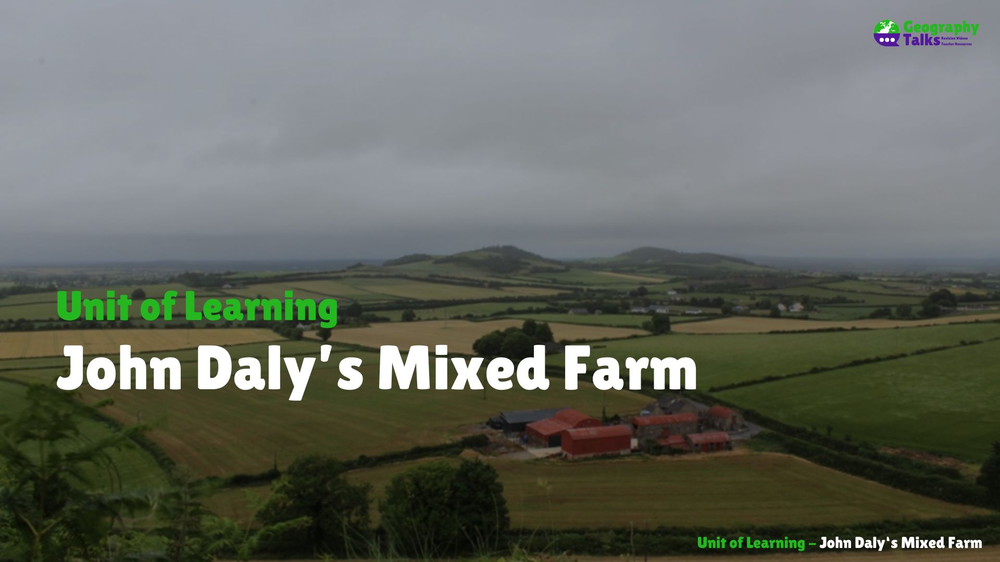 Geography
Talks Revision Videos
Teacher Resources
Unit of Learning
John Daly's Mixed Farm
Unit of Learning – John Daly‘s Mixed Farm